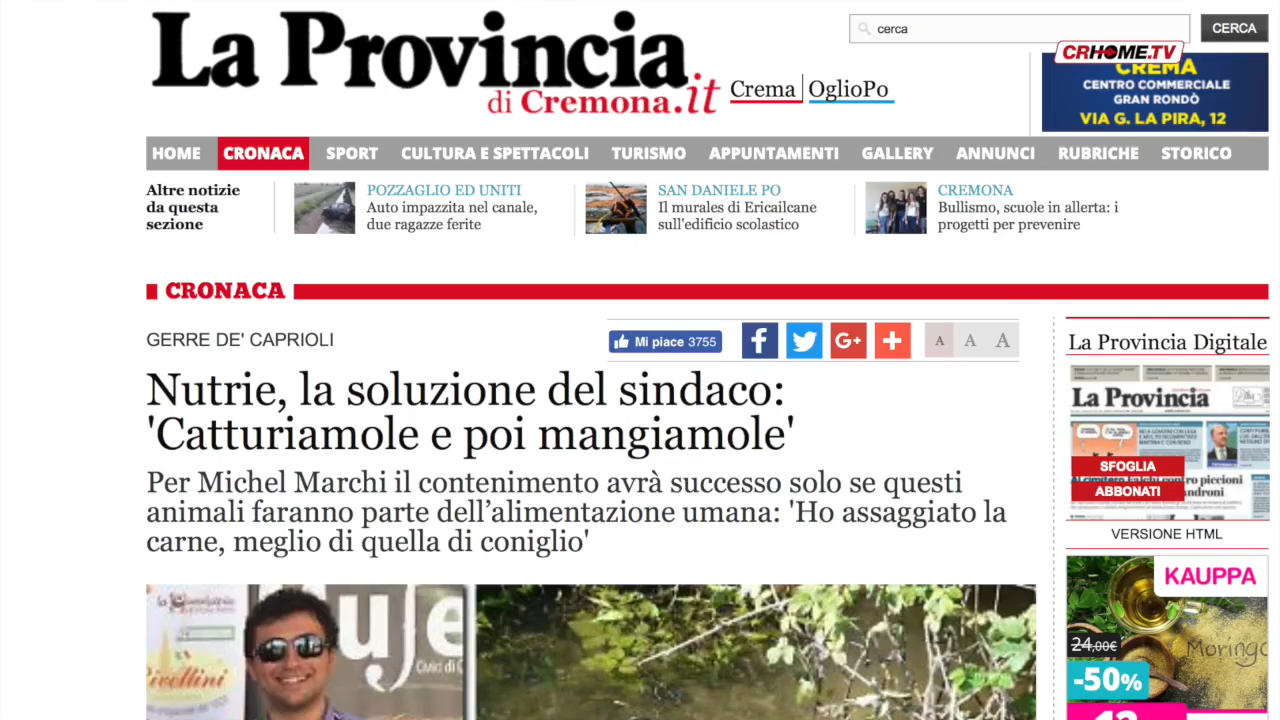 La Provincia
di Cremona.it
Crema
OglioPo
cerca
CERCA
CRHOME.TV
CREMA
CENTRO COMMERCIALE
GRAN RONDÒ
VIA G. LA PIRA, 12
HOME CRONACA SPORT CULTURA E SPETTACOLI TURISMO APPUNTAMENTI GALLERY ANNUNCI RUBRICHE STORICO
Altre notizie
da questa
sezione
POZZAGLIO ED UNITI
Auto impazzita nel canale,
due ragazze ferite
SAN DANIELE PO
Il murales di Ericailcane
sull'edificio scolastico
CREMONA
Bullismo, scuole in allerta: i
progetti per prevenire
CRONACA
GERRE DE' CAPRIOLI
Mi piace 3755
f
G+
A A A
Nutrie, la soluzione del sindaco:
'Catturiamole e poi mangiamole'
Per Michel Marchi il contenimento avrà successo solo se questi
animali faranno parte dell’alimentazione umana: 'Ho assaggiato la
carne, meglio di quella di coniglio'
La Provincia Digitale
La Provincia
SFOGLIA
ABBONATI
piccioni
VERSIONE HTML
KAUPPA
24,00€
Moringa
-50%